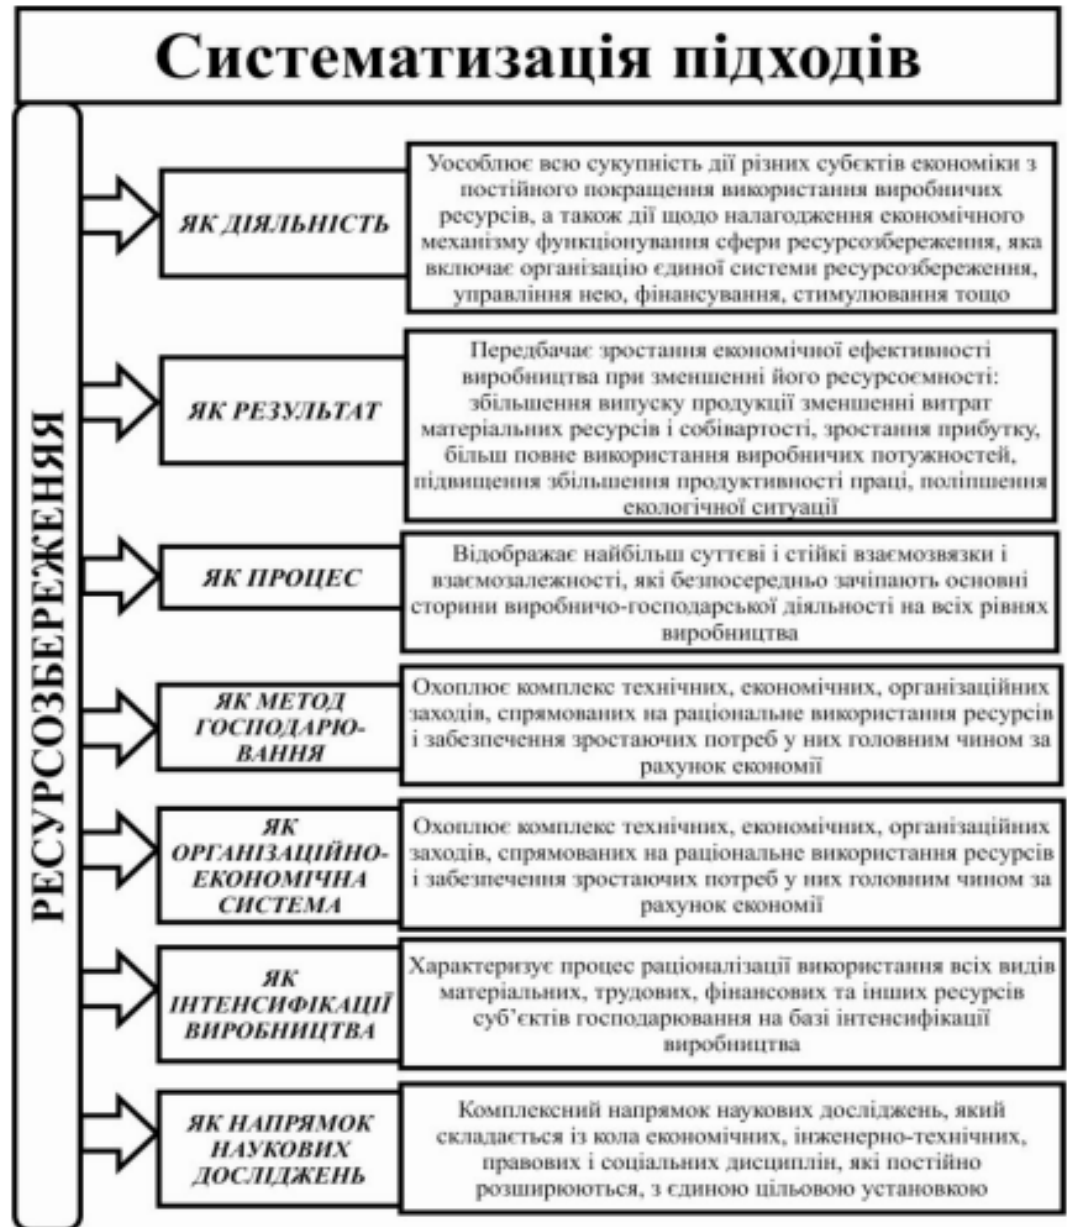 Систематизація підходів
РЕСУРСОЗБЕРЕЖЕНЯЯ
ЯК ДІЯЛЬНІСТЬ
Уособлює всю сукупність дії різних субєктів економіки з
постійного покращення використання виробничих
ресурсів, а також дії щодо налагодження економічного
механізму функціонування сфери ресурсозбереження, яка
включає організацію єдиної системи ресурсозбереження,
управління нею, фінансування, стимулювання тощо
ЯК РЕЗУЛЬТАТ
Передбачає зростання економічної ефективності
виробництва при зменшенні його ресурсоємності:
збільшення випуску продукції зменшенні витрат
матеріальних ресурсів і собівартості, зростання прибутку,
більш повне використання виробничих потужностей,
підвищення збільшення продуктивності праці, поліпшення
екологічної ситуації
ЯК ПРОЦЕС
Відображає найбільш суттєві і стійкі взаємозвязки і
взаємозалежності, які безпосередньо зачіпають основні
сторини виробничо-господарської діяльності на всіх рівнях
виробництва
ЯК МЕТОД
ГОСПОДАРЮ-
ВАННЯ
Охоплює комплекс технічних, економічних, організаційних
заходів, спрямованих на раціональне використання ресурсів
і забезпечення зростаючих потреб у них головним чином за
рахунок економії
ЯК
ОРГАНІЗАЦІЙНО-
ЕКОНОМІЧНА
СИСТЕМА
Охоплює комплекс технічних, економічних, організаційних
заходів, спрямованих на раціональне використання ресурсів
і забезпечення зростаючих потреб у них головним чином за
рахунок економії
ЯК
ІНТЕНСИФІКАЦІЇ
ВИРОБНИЦТВА
Характеризує процес раціоналізації використання всіх видів
матеріальних, трудових, фінансових та інших ресурсів
суб’єктів господарювання на базі інтенсифікації
виробництва
ЯК НАПРЯМОК
НАУКОВИХ
ДОСЛІДЖЕНЬ
Комплексний напрямок наукових досліджень, який
складається із кола економічних, інженерно-технічних,
правових і соціальних дисциплін, які постійно
розширюються, з єдиною цільовою установкою